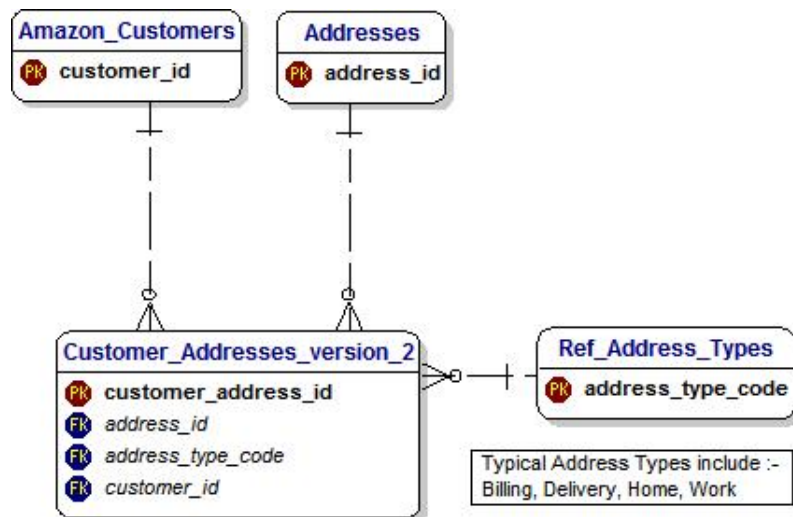 Amazon_Customers
PK customer_id
Addresses
PK address_id
Customer_Addresses_version_2
PK customer_address_id
FK address_id
FK address_type_code
FK customer_id
Ref_Address_Types
PK address_type_code
Typical Address Types include :-
Billing, Delivery, Home, Work